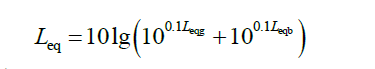 L_eq = 10lg(10^{0.1L_eqg} + 10^{0.1L_eqb})